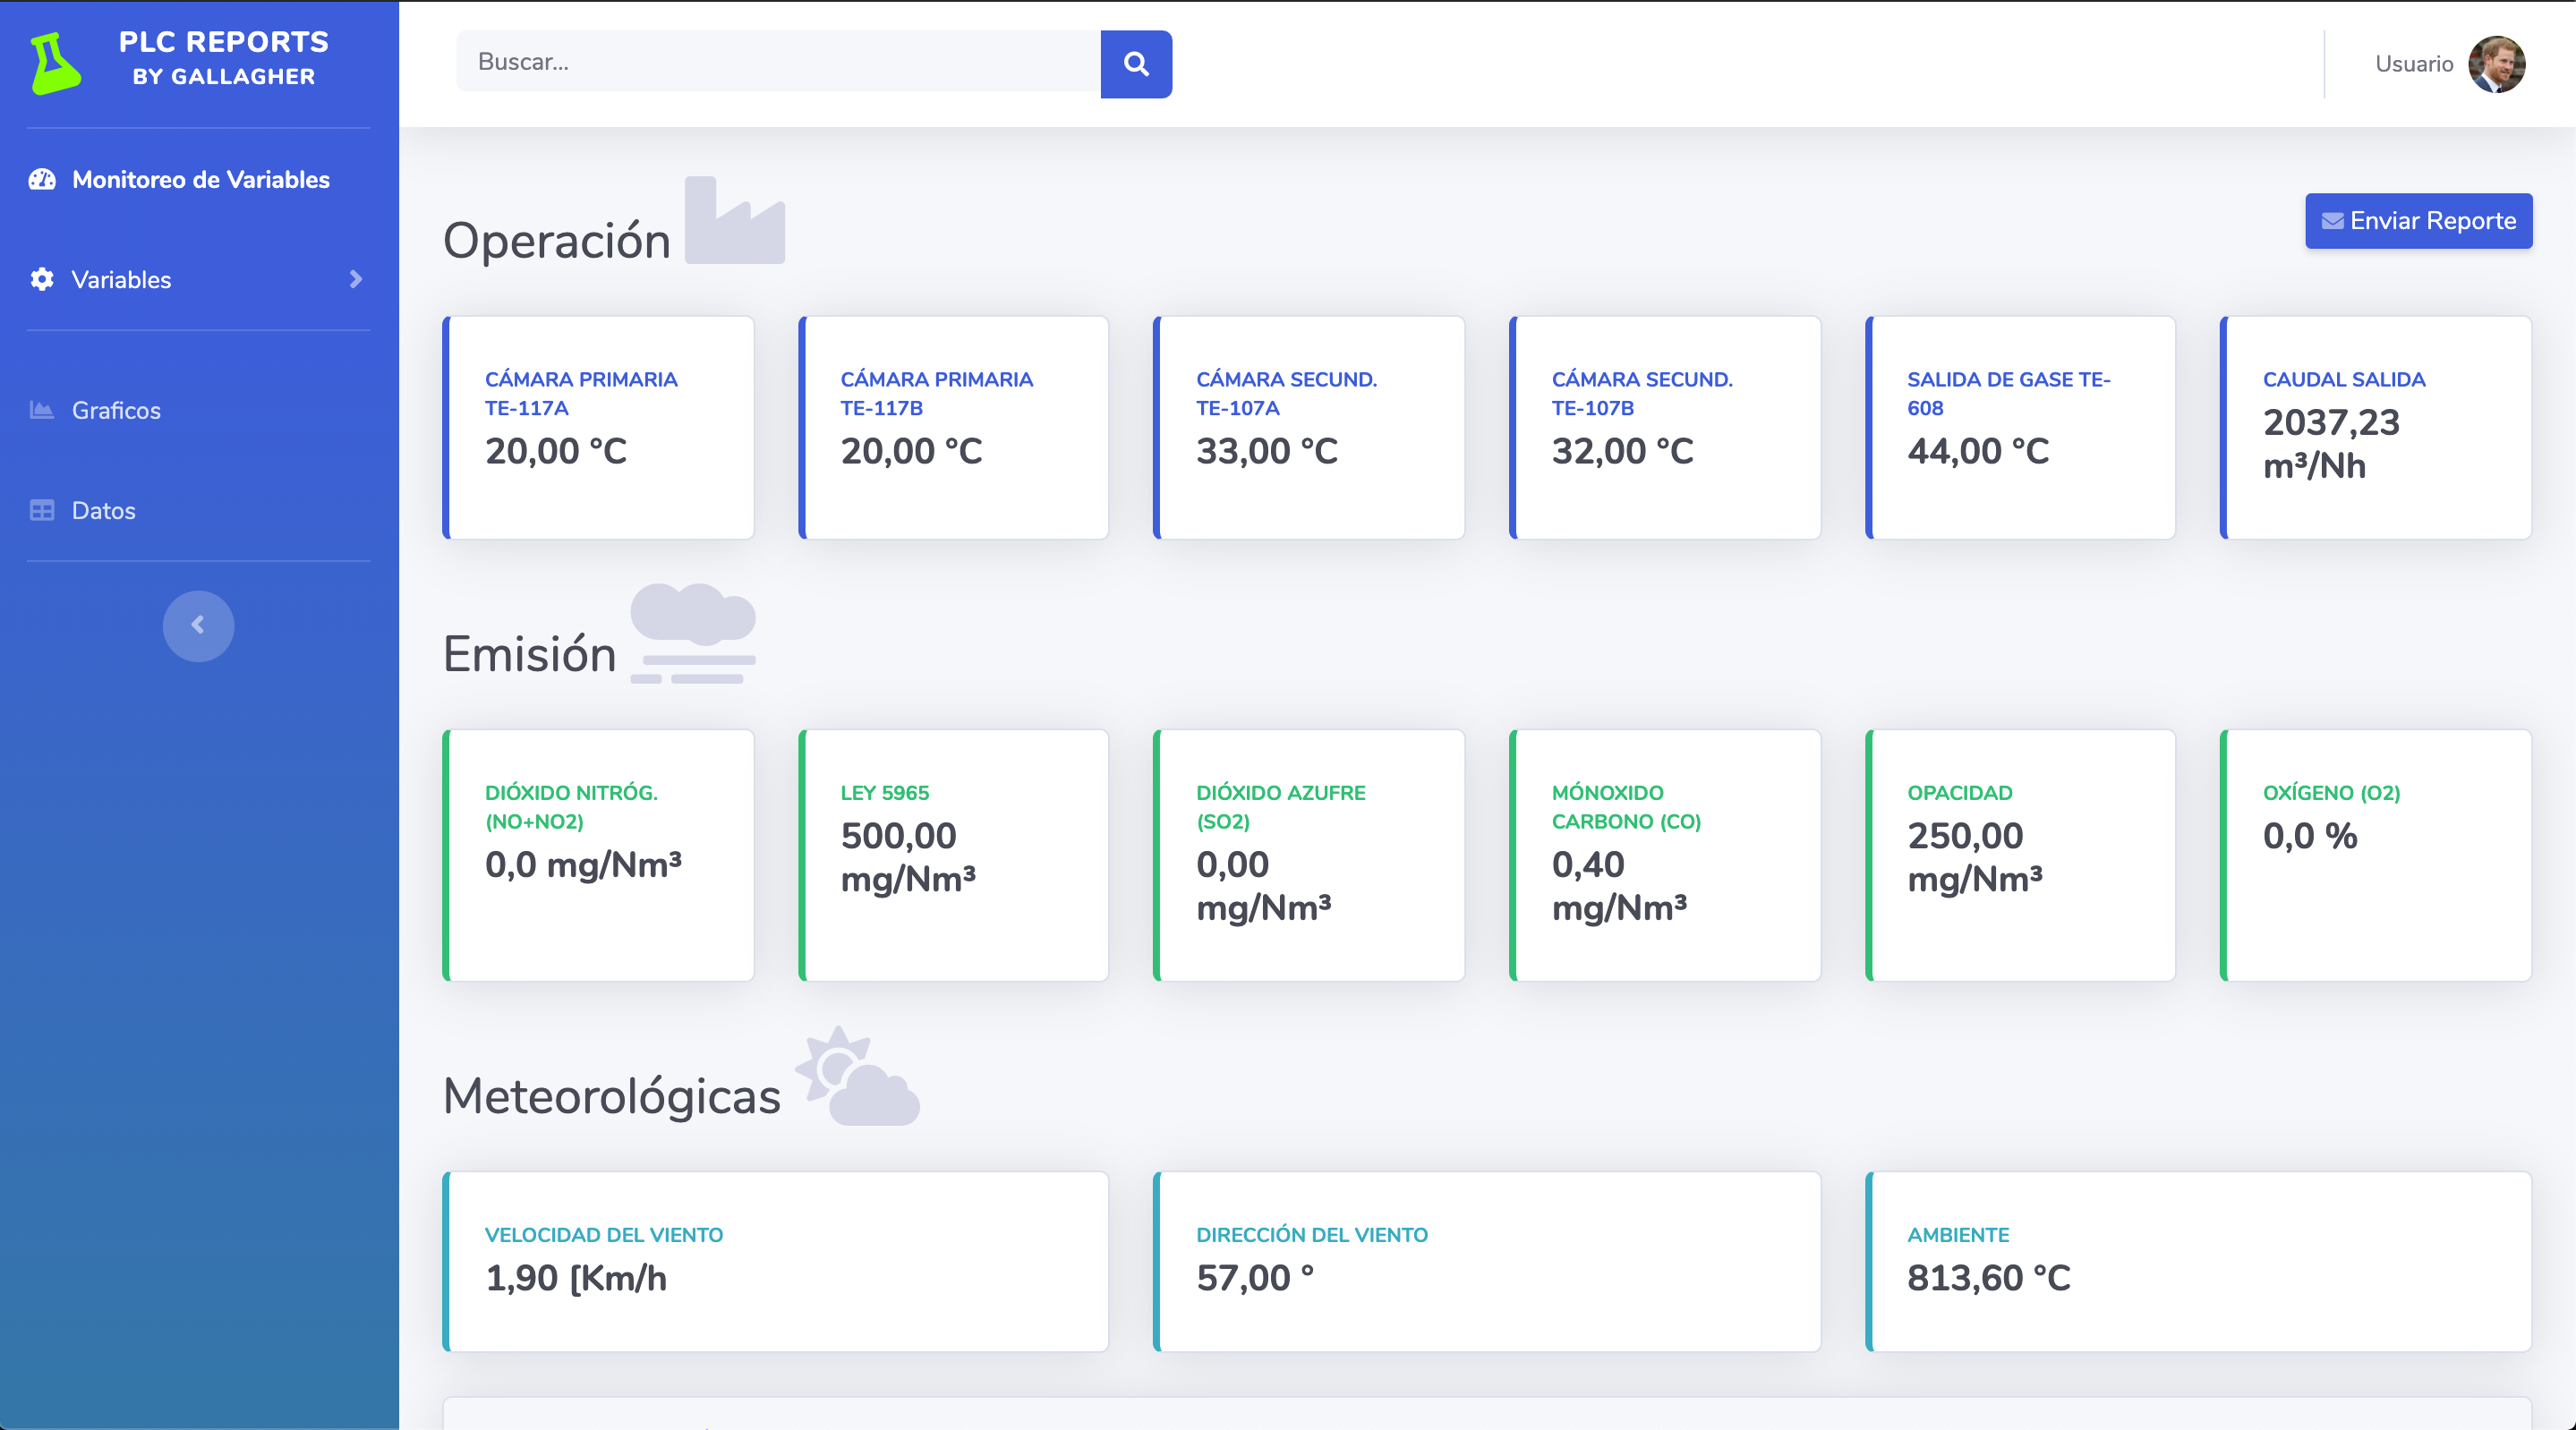 PLC REPORTS
BY GALLAGHER
Buscar...
Usuario
Monitoreo de Variables
Variables
Graficos
Datos
Operación
Enviar Reporte
CÁMARA PRIMARIA
TE-117A
20,00 °C
CÁMARA PRIMARIA
TE-117B
20,00 °C
CÁMARA SECUND.
TE-107A
33,00 °C
CÁMARA SECUND.
TE-107B
32,00 °C
SALIDA DE GASE TE-
608
44,00 °C
CAUDAL SALIDA
2037,23
m³/Nh
Emisión
DIÓXIDO NITRÓG.
(NO+NO2)
0,0 mg/Nm³
LEY 5965
500,00
mg/Nm³
DIÓXIDO AZUFRE
(SO2)
0,00
mg/Nm³
MÓNOXIDO
CARBONO (CO)
0,40
mg/Nm³
OPACIDAD
250,00
mg/Nm³
OXÍGENO (O2)
0,0 %
Meteorológicas
VELOCIDAD DEL VIENTO
1,90 [Km/h
DIRECCIÓN DEL VIENTO
57,00 °
AMBIENTE
813,60 °C